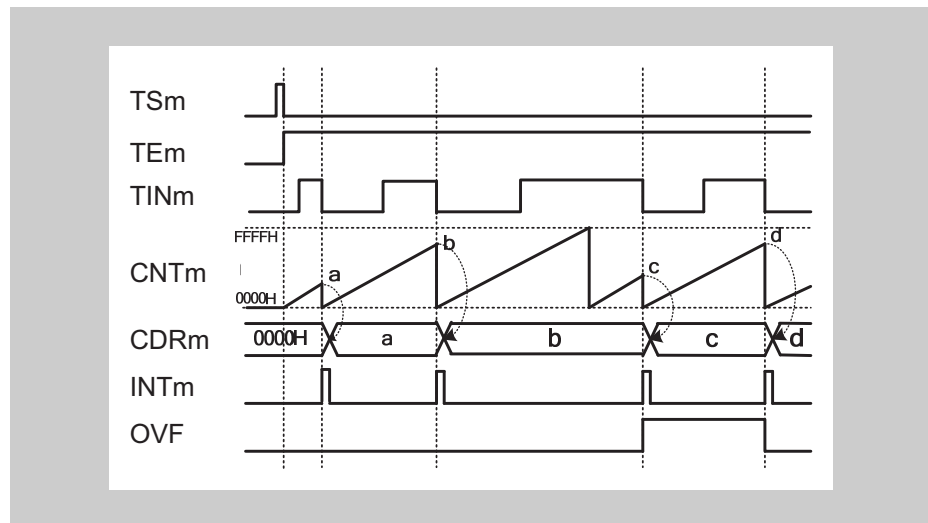 TSm
TEm
TINm
FFFFH
CNTm
0000H
a
b
c
d
CDRm
0000H
a
b
c
d
INTm
OVF